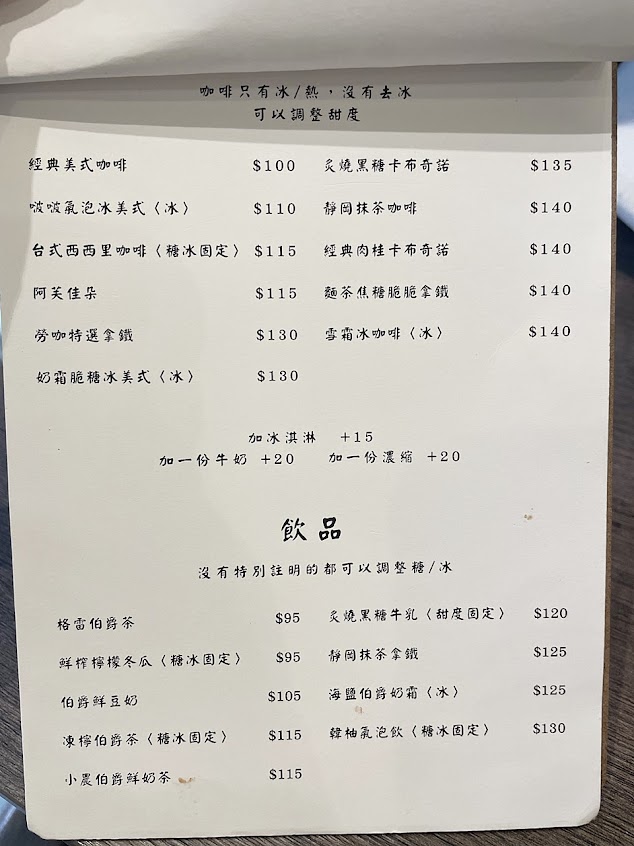 咖啡只有冰/熱，沒有去冰
可以調整甜度
經典美式咖啡 $100 炙燒黑糖卡布奇諾 $135
啵啵氣泡冰美式〈冰〉 $110 靜岡抹茶咖啡 $140
台式西西里咖啡〈糖冰固定〉 $115 經典肉桂卡布奇諾 $140
阿芙佳朵 $115 麵茶焦糖脆脆拿鐵 $140
勞咖特選拿鐵 $130 雪霜冰咖啡〈冰〉 $140
奶霜脆糖冰美式〈冰〉 $130
加冰淇淋 +15
加一份牛奶 +20 加一份濃縮 +20
飲品
沒有特別註明的都可以調整糖/冰
格雷伯爵茶 $95 炙燒黑糖牛乳〈甜度固定〉 $120
鮮榨檸檬冬瓜〈糖冰固定〉 $95 靜岡抹茶拿鐵 $125
伯爵鮮豆奶 $105 海鹽伯爵奶霜〈冰〉 $125
凍檸伯爵茶〈糖冰固定〉 $115 韓柚氣泡飲〈糖冰固定〉 $130
小農伯爵鮮奶茶 $115